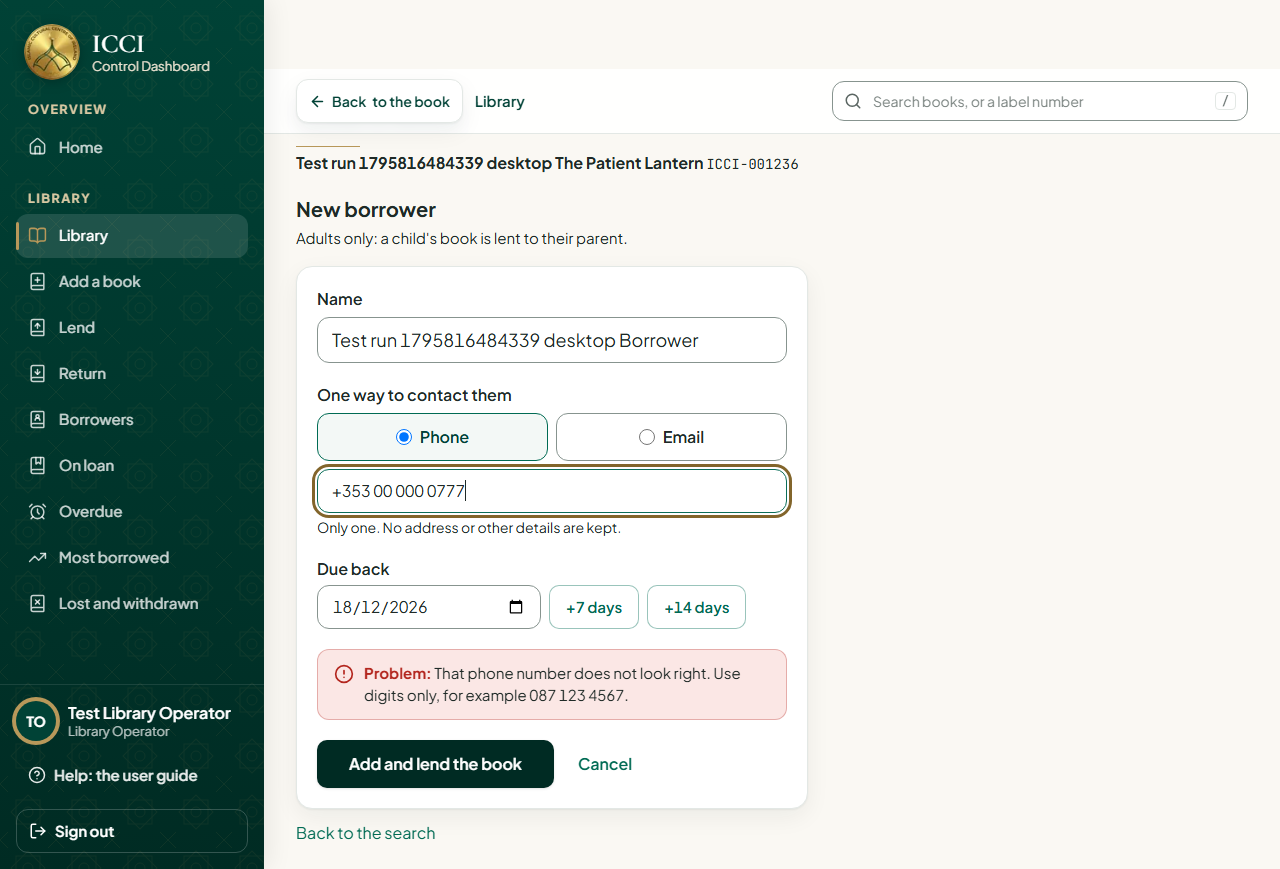 ICCI
Control Dashboard
OVERVIEW
Home
LIBRARY
Library
Add a book
Lend
Return
Borrowers
On loan
Overdue
Most borrowed
Lost and withdrawn
TO
Test Library Operator
Library Operator
Help: the user guide
Sign out
Back to the book
Library
Search books, or a label number
/
Test run 1795816484339 desktop The Patient Lantern ICCI-001236
New borrower
Adults only: a child's book is lent to their parent.
Name
Test run 1795816484339 desktop Borrower
One way to contact them
Phone
Email
+353 00 000 0777
Only one. No address or other details are kept.
Due back
18/12/2026
+7 days
+14 days
Problem: That phone number does not look right. Use
digits only, for example 087 123 4567.
Add and lend the book
Cancel
Back to the search